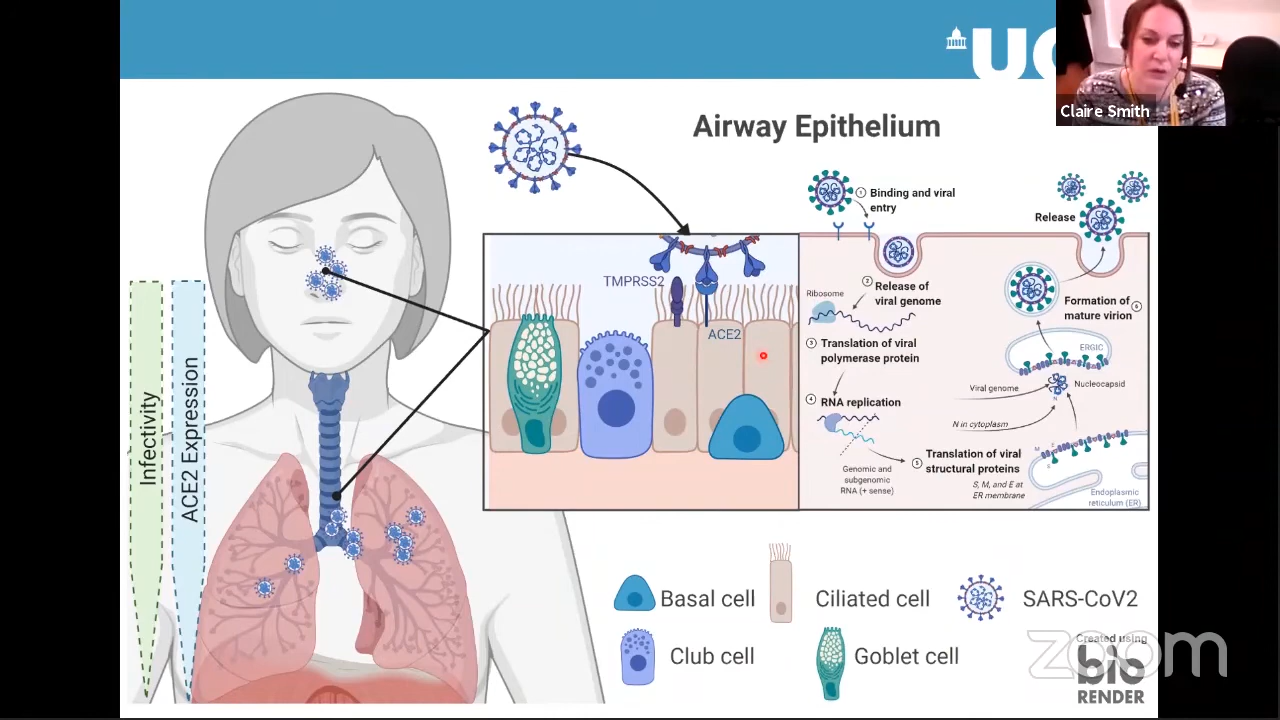 UC
Claire Smith
Airway Epithelium
1 Binding and viral
entry
Release
TMPRSS2
ACE2
2 Release of
viral genome
Ribosome
3 Translation of viral
polymerase protein
4 RNA replication
Genomic and
subgenomic
RNA (+ sense)
5 Translation of viral
structural proteins
S, M, and E at
ER membrane
Formation of
mature virion 6
ERGIC
Viral genome
Nucleocapsid
N
N in cytoplasm
M
S
E
Endoplasmic
reticulum (ER)
Infectivity
ACE2 Expression
Basal cell
Ciliated cell
SARS-CoV2
Club cell
Goblet cell
Created using
bio
RENDER
zoom